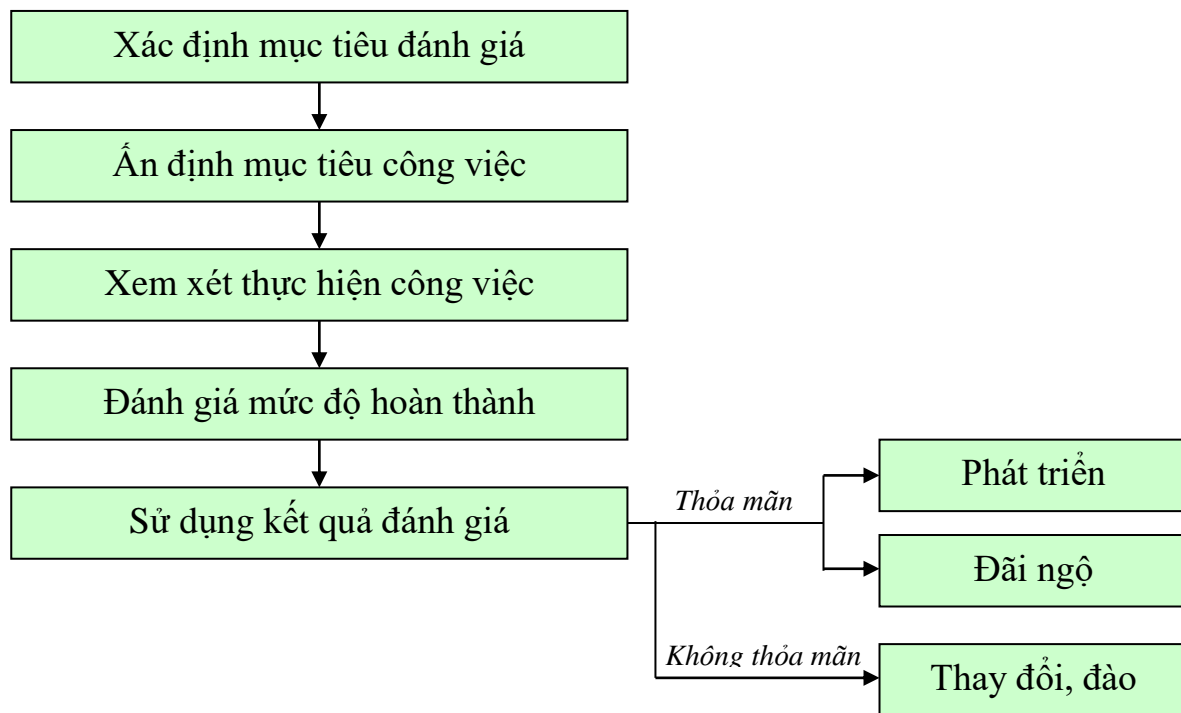 Xác định mục tiêu đánh giá
Ấn định mục tiêu công việc
Xem xét thực hiện công việc
Đánh giá mức độ hoàn thành
Sử dụng kết quả đánh giá
Thỏa mãn
Phát triển
Đãi ngộ
Không thỏa mãn
Thay đổi, đào